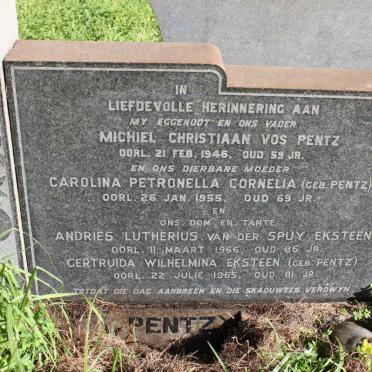 IN
LIEFDEVOLLE HERINNERING AAN
MY EGGENOOT EN ONS VADER
MICHIEL CHRISTIAAN VOS PENTZ
OORL. 21 FEB. 1946. OUD 59 JR.
EN ONS DIERBARE MOEDER
CAROLINA PETRONELLA CORNELIA (GEB. PENTZ)
OORL. 26 JAN. 1955. OUD 69 JR.
EN
ONS OOM EN TANTE
ANDRIES LUTHERIUS VAN DER SPUY EKSTEEN
OORL. 11 MAART 1966. OUD 86 JR.
GERTRUIDA WILHELMINA EKSTEEN (GEB. PENTZ)
OORL. 22 JULIE 1965. OUD 81 JR.
TOTDAT DIE DAG AANBREEK EN DIE SKADUWEES VERDWYN
PENTZ